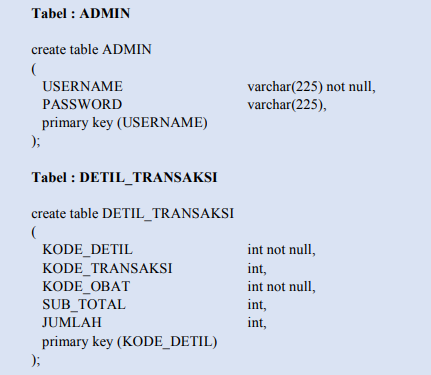 Tabel : ADMIN
create table ADMIN
(
USERNAME varchar(225) not null,
PASSWORD varchar(225),
primary key (USERNAME)
);
Tabel : DETIL_TRANSAKSI
create table DETIL_TRANSAKSI
(
KODE_DETIL int not null,
KODE_TRANSAKSI int,
KODE_OBAT int not null,
SUB_TOTAL int,
JUMLAH int,
primary key (KODE_DETIL)
);